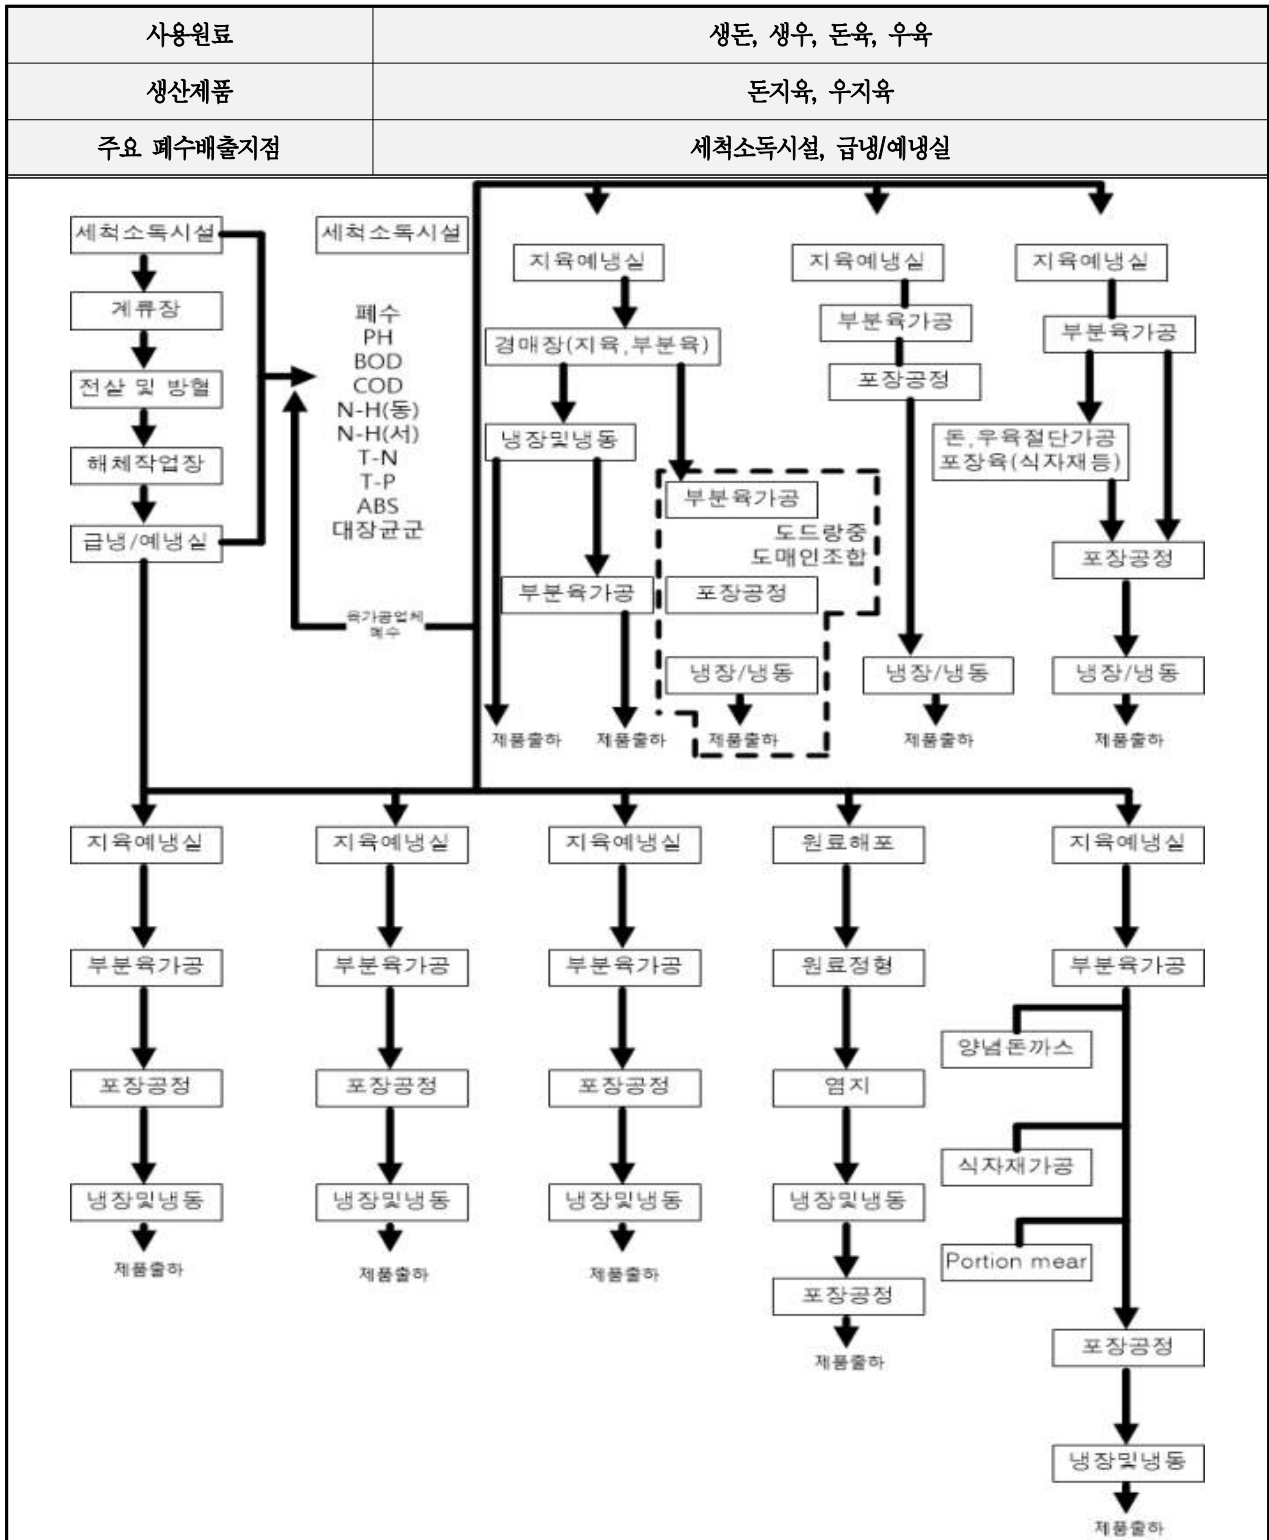 사용원료
생돈, 생우, 돈육, 우육
생산제품
돈지육, 우지육
주요 폐수배출지점
세척소독시설, 급냉/예냉실
세척소독시설
계류장
전살 및 방혈
해체작업장
급냉/예냉실
세척소독시설
폐수
PH
BOD
COD
N-H(동)
N-H(서)
T-N
T-P
ABS
대장균군
육가공업체
폐수
지육예냉실
경매장(지육,부분육)
냉장및냉동
부분육가공
제품출하
제품출하
부분육가공
도드람중
도매인조합
포장공정
냉장/냉동
제품출하
지육예냉실
부분육가공
포장공정
냉장/냉동
제품출하
지육예냉실
부분육가공
돈,우육절단가공
포장육(식자재등)
포장공정
냉장/냉동
제품출하
지육예냉실
부분육가공
포장공정
냉장및냉동
제품출하
지육예냉실
부분육가공
포장공정
냉장및냉동
제품출하
지육예냉실
부분육가공
포장공정
냉장및냉동
제품출하
원료해포
원료정형
염지
냉장및냉동
포장공정
제품출하
지육예냉실
부분육가공
양념돈까스
식자재가공
Portion mear
포장공정
냉장및냉동
제품출하